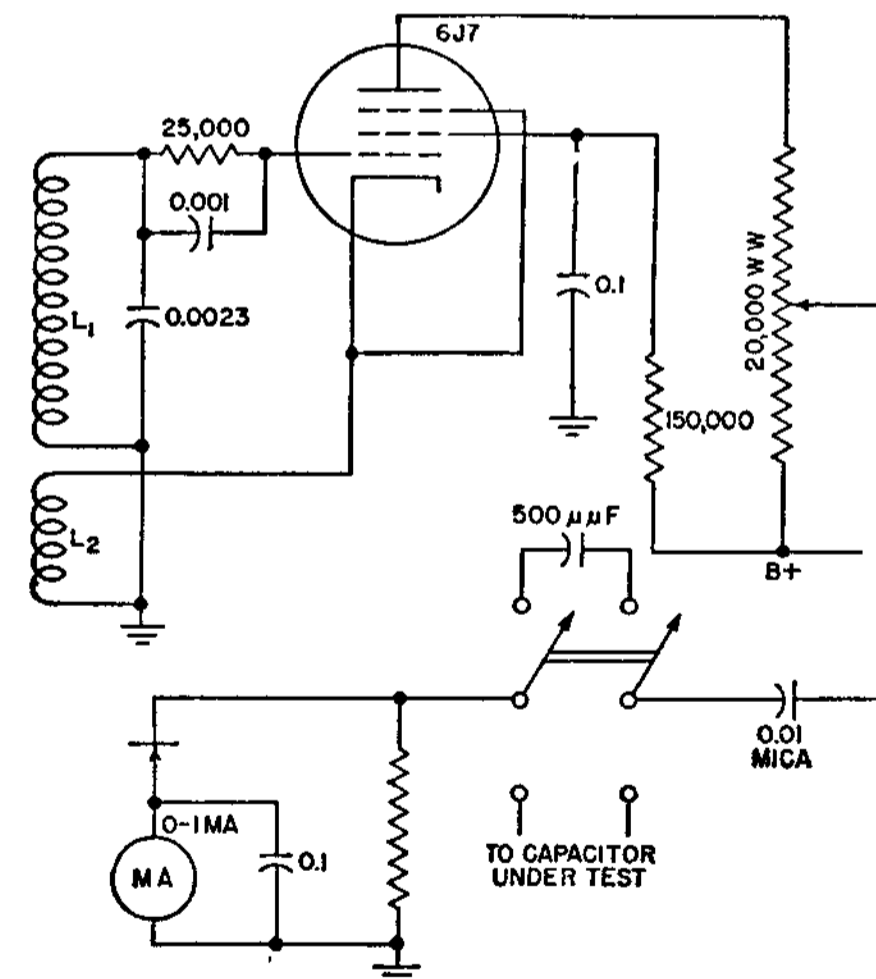 6J7
25,000
0.001
L1
0.0023
0.1
20,000 WW
150,000
L2
500 μμF
B+
0.01
MICA
0-1MA
MA
0.1
TO CAPACITOR
UNDER TEST